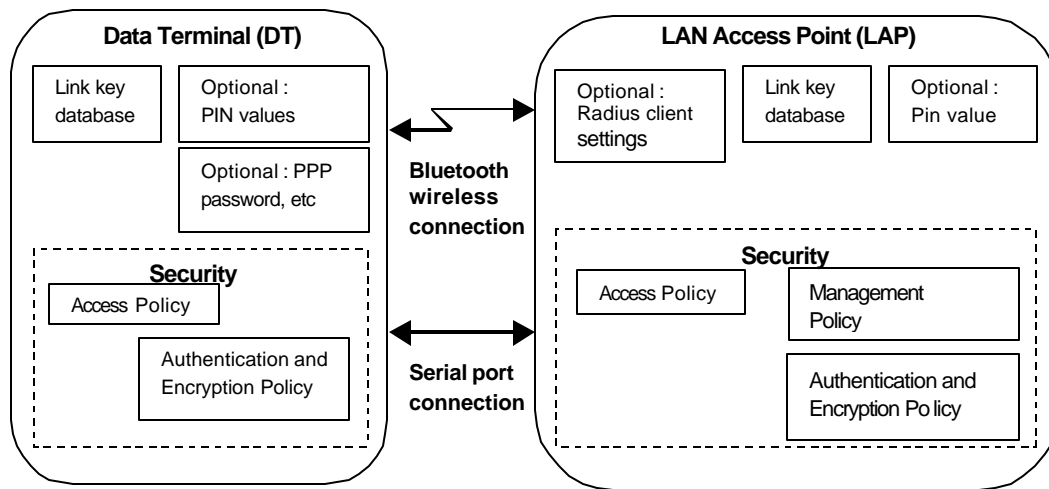 Data Terminal (DT)
Link key
database
Optional :
PIN values
Optional : PPP
password, etc
Security
Access Policy
Authentication and
Encryption Policy
Bluetooth
wireless
connection
Serial port
connection
LAN Access Point (LAP)
Optional :
Radius client
settings
Link key
database
Optional :
Pin value
Security
Access Policy
Management
Policy
Authentication and
Encryption Policy